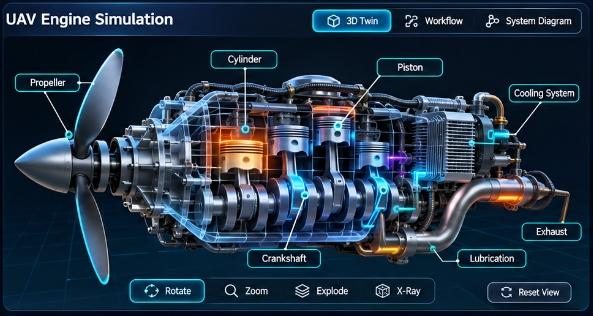 UAV Engine Simulation
3D Twin
Workflow
System Diagram
Cylinder
Piston
Propeller
Cooling System
Exhaust
Crankshaft
Lubrication
Rotate
Zoom
Explode
X-Ray
Reset View